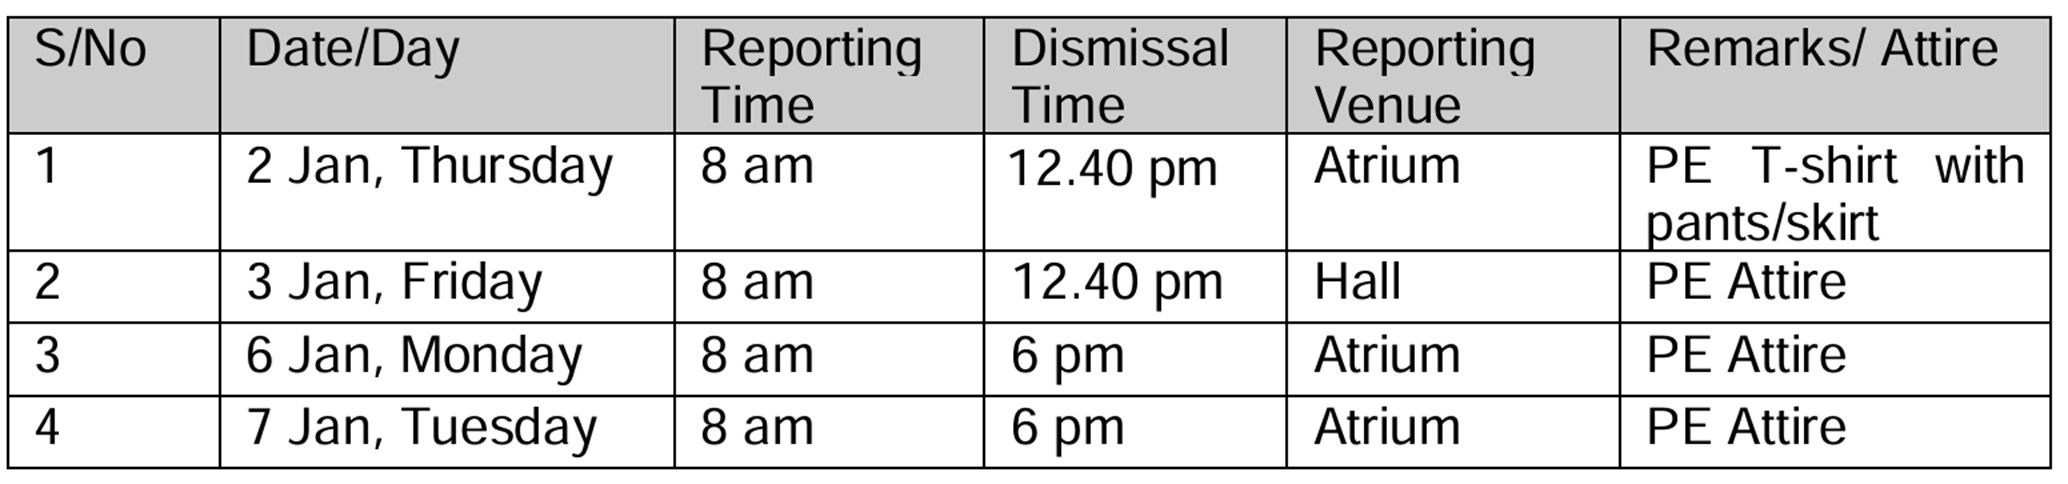 S/No Date/Day Reporting Time Dismissal Time Reporting Venue Remarks/ Attire
1 2 Jan, Thursday 8 am 12.40 pm Atrium PE T-shirt with pants/skirt
2 3 Jan, Friday 8 am 12.40 pm Hall PE Attire
3 6 Jan, Monday 8 am 6 pm Atrium PE Attire
4 7 Jan, Tuesday 8 am 6 pm Atrium PE Attire